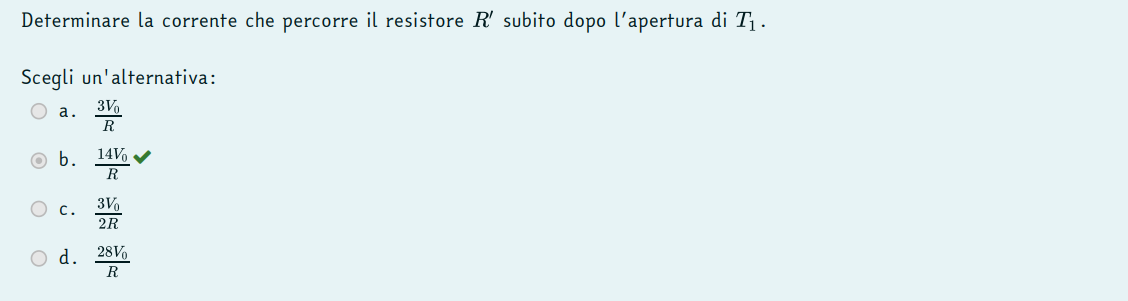 Determinare la corrente che percorre il resistore R′ subito dopo l'apertura di T₁.
Scegli un'alternativa:
a. 3V₀/R
b. 14V₀/R ✔
c. 3V₀/2R
d. 28V₀/R